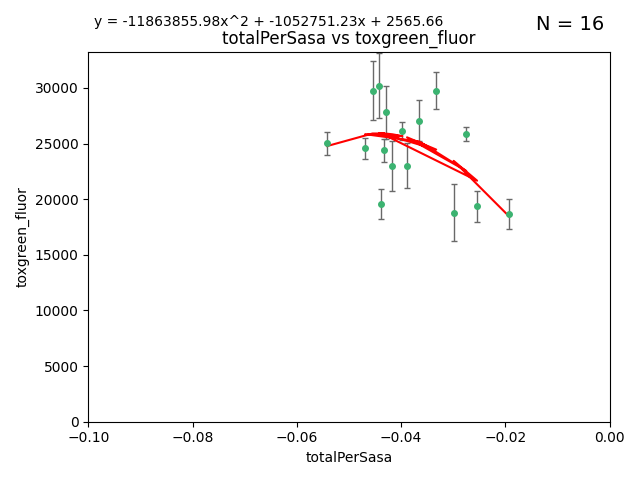 y = -11863855.98x^2 + -1052751.23x + 2565.66
N = 16
totalPerSasa vs toxgreen_fluor
30000
25000
20000
15000
10000
5000
0
toxgreen_fluor
−0.10 −0.08 −0.06 −0.04 −0.02 0.00
totalPerSasa